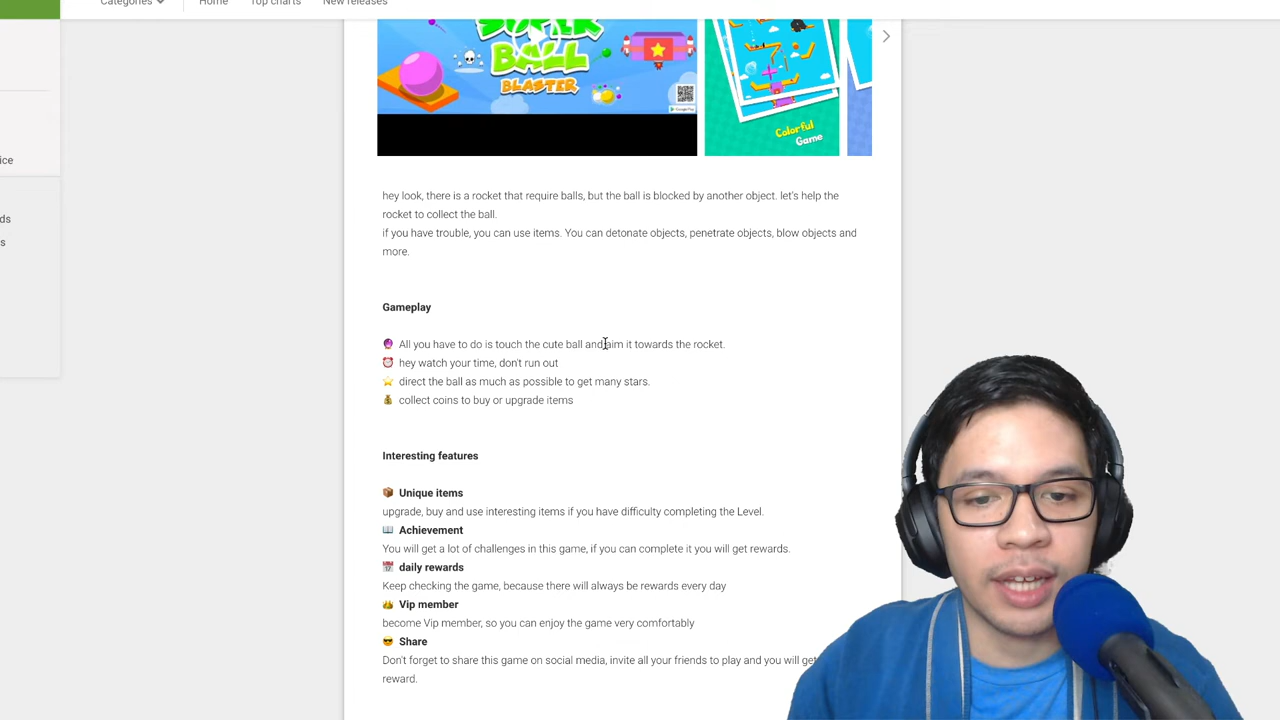 Categories
Home
Top charts
New releases
SUPER
BALL
BLASTER
Google Play
Colorful
Game
ice
ds
s
hey look, there is a rocket that require balls, but the ball is blocked by another object. let's help the
rocket to collect the ball.
if you have trouble, you can use items. You can detonate objects, penetrate objects, blow objects and
more.
Gameplay
🔮 All you have to do is touch the cute ball and aim it towards the rocket.
⏰ hey watch your time, don't run out
⭐ direct the ball as much as possible to get many stars.
💰 collect coins to buy or upgrade items
Interesting features
📦 Unique items
upgrade, buy and use interesting items if you have difficulty completing the Level.
📖 Achievement
You will get a lot of challenges in this game, if you can complete it you will get rewards.
📅 daily rewards
Keep checking the game, because there will always be rewards every day
👑 Vip member
become Vip member, so you can enjoy the game very comfortably
😎 Share
Don't forget to share this game on social media, invite all your friends to play and you will get
reward.